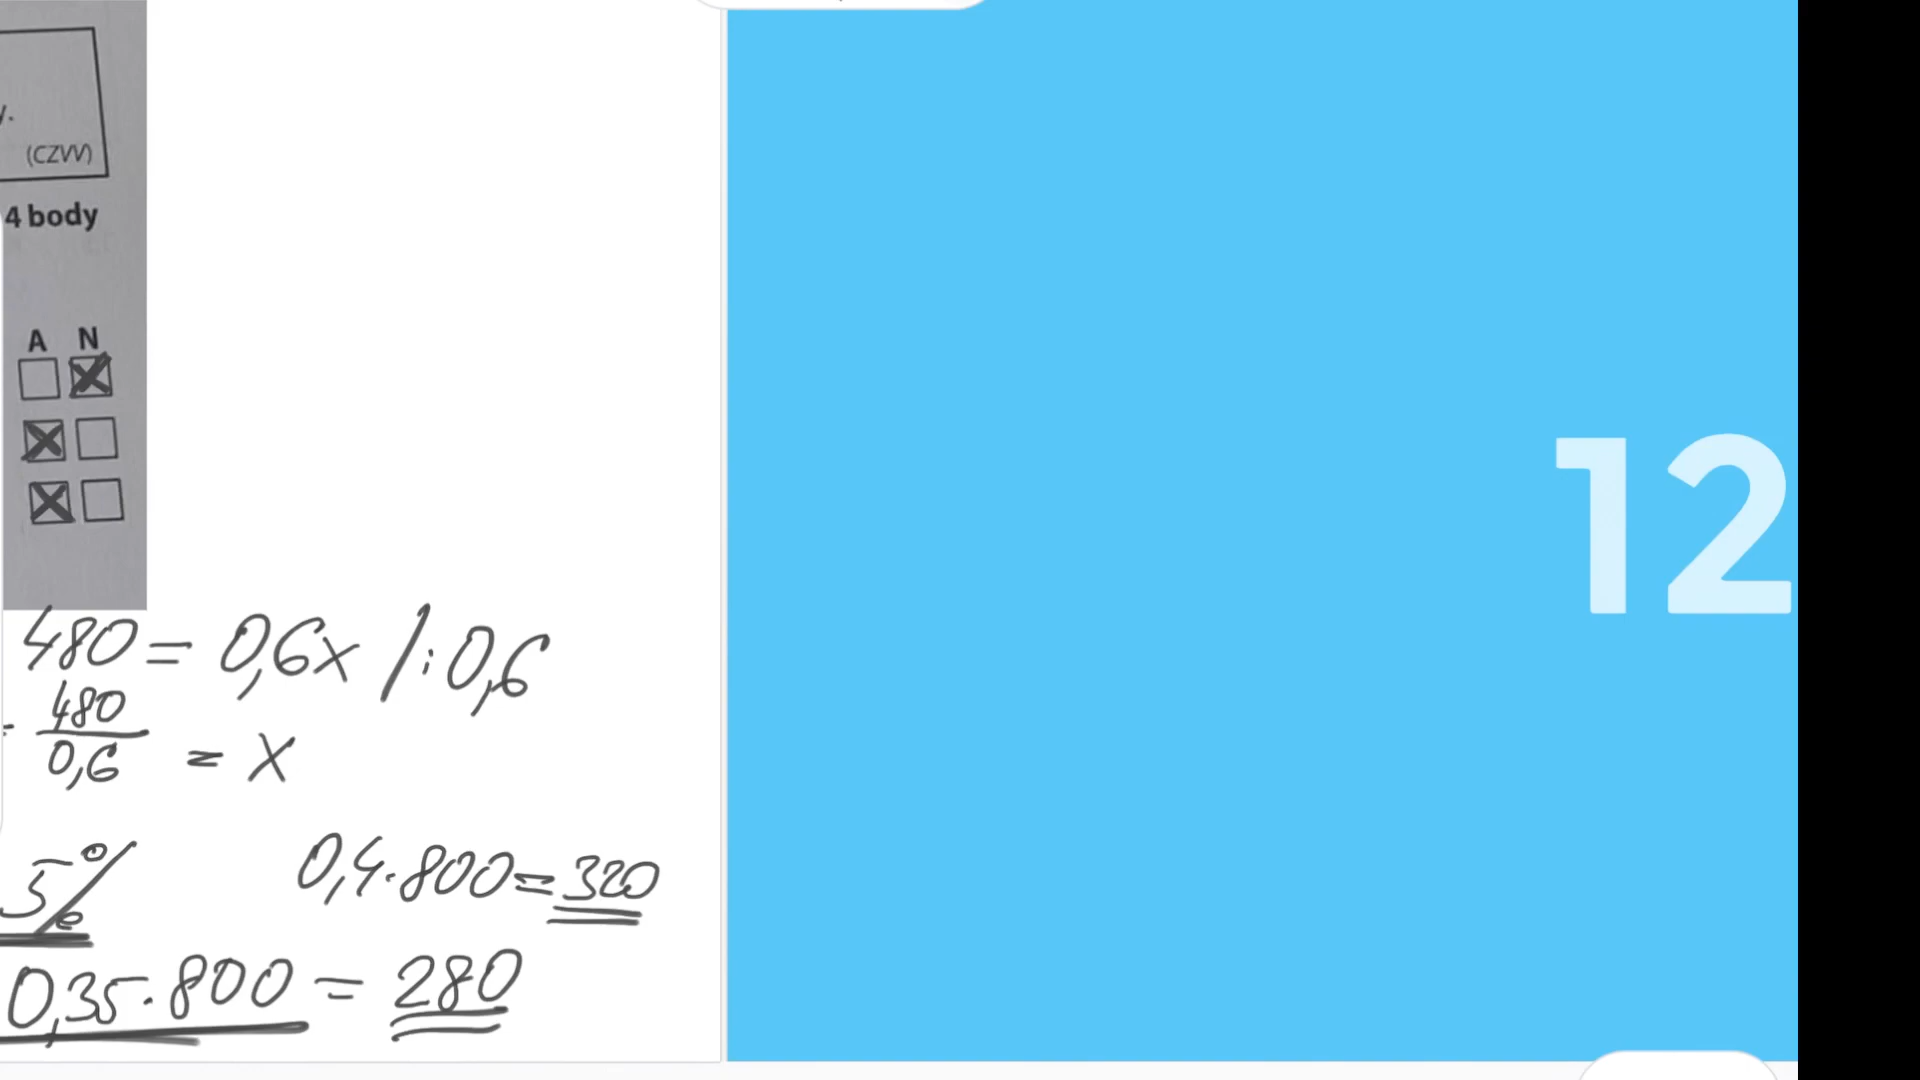 (CZVV)
4 body
A N
480 = 0,6x /:0,6
480
0,6 = x
5%
0,4·800=320
0,35·800 = 280
12